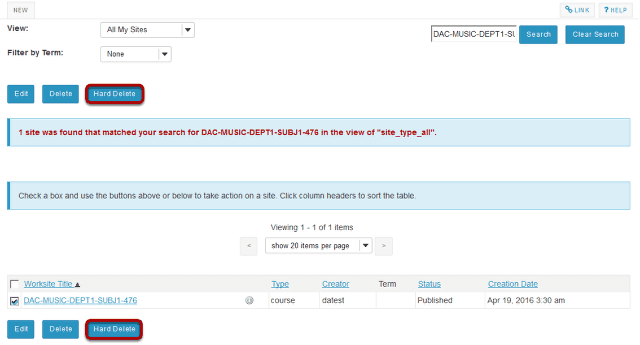 NEW LINK ? HELP
View: All My Sites DAC-MUSIC-DEPT1-SU Search Clear Search
Filter by Term: None
Edit Delete Hard Delete
1 site was found that matched your search for DAC-MUSIC-DEPT1-SUBJ1-476 in the view of "site_type_all".
Check a box and use the buttons above or below to take action on a site. Click column headers to sort the table.
Viewing 1 - 1 of 1 items
< show 20 items per page >
Worksite Title ▲ Type Creator Term Status Creation Date
DAC-MUSIC-DEPT1-SUBJ1-476 course datest Published Apr 19, 2016 3:30 am
Edit Delete Hard Delete